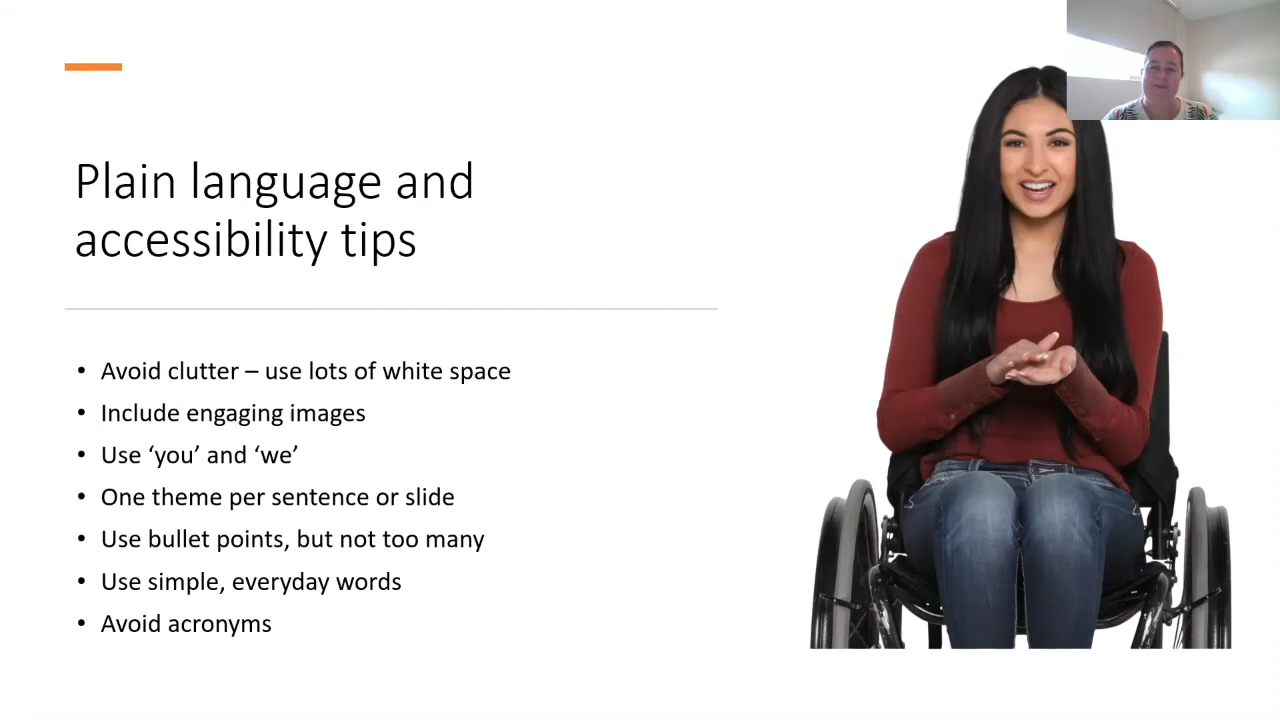 Plain language and
accessibility tips
• Avoid clutter – use lots of white space
• Include engaging images
• Use ‘you’ and ‘we’
• One theme per sentence or slide
• Use bullet points, but not too many
• Use simple, everyday words
• Avoid acronyms